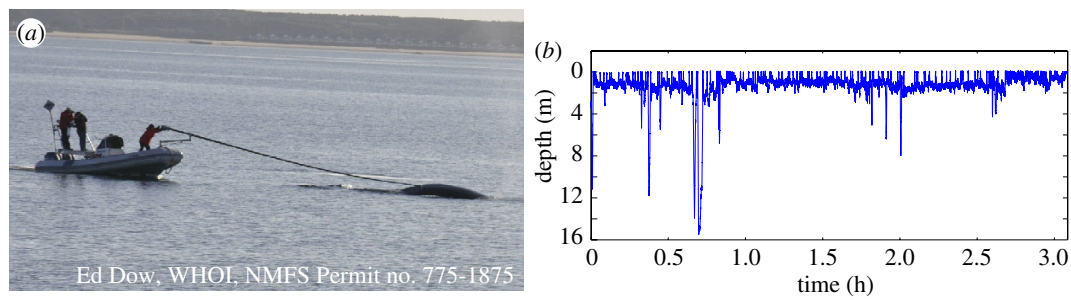 (a)
Ed Dow, WHOI, NMFS Permit no. 775-1875
(b)
0
4
8
12
16
depth (m)
0 0.5 1.0 1.5 2.0 2.5 3.0
time (h)